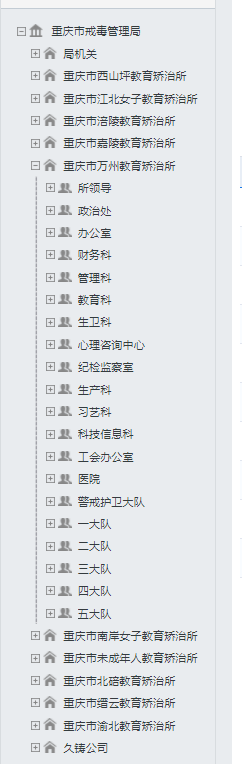 重庆市戒毒管理局
局机关
重庆市西山坪教育矫治所
重庆市江北女子教育矫治所
重庆市涪陵教育矫治所
重庆市嘉陵教育矫治所
重庆市万州教育矫治所
所领导
政治处
办公室
财务科
管理科
教育科
生卫科
心理咨询中心
纪检监察室
生产科
习艺科
科技信息科
工会办公室
医院
警戒护卫大队
一大队
二大队
三大队
四大队
五大队
重庆市南岸女子教育矫治所
重庆市未成年人教育矫治所
重庆市北碚教育矫治所
重庆市缙云教育矫治所
重庆市渝北教育矫治所
久铸公司